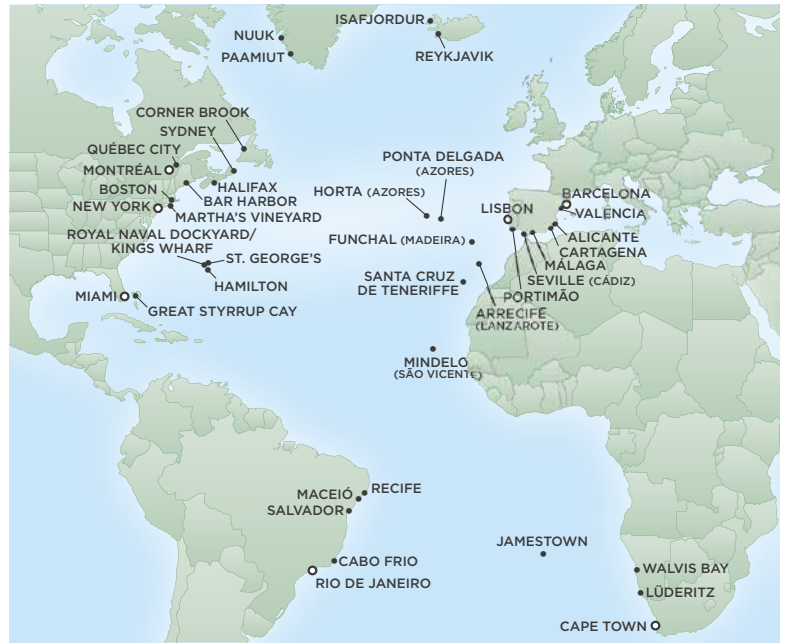 ISAFJORDUR
NUUK
PAAMIUT
REYKJAVIK
CORNER BROOK
SYDNEY
QUÉBEC CITY
MONTRÉAL
BOSTON
NEW YORK
HALIFAX
BAR HARBOR
MARTHA'S VINEYARD
ROYAL NAVAL DOCKYARD/
KINGS WHARF
ST. GEORGE'S
HAMILTON
MIAMI
GREAT STYRRUP CAY
PONTA DELGADA
(AZORES)
HORTA (AZORES)
FUNCHAL (MADEIRA)
SANTA CRUZ
DE TENERIFFE
LISBON
BARCELONA
VALENCIA
ALICANTE
CARTAGENA
MÁLAGA
SEVILLE (CÁDIZ)
PORTIMÃO
ARRECIFE
(LANZAROTE)
MINDELO
(SÃO VICENTE)
RECIFE
MACEIÓ
SALVADOR
CABO FRIO
RIO DE JANEIRO
JAMESTOWN
WALVIS BAY
LÜDERITZ
CAPE TOWN